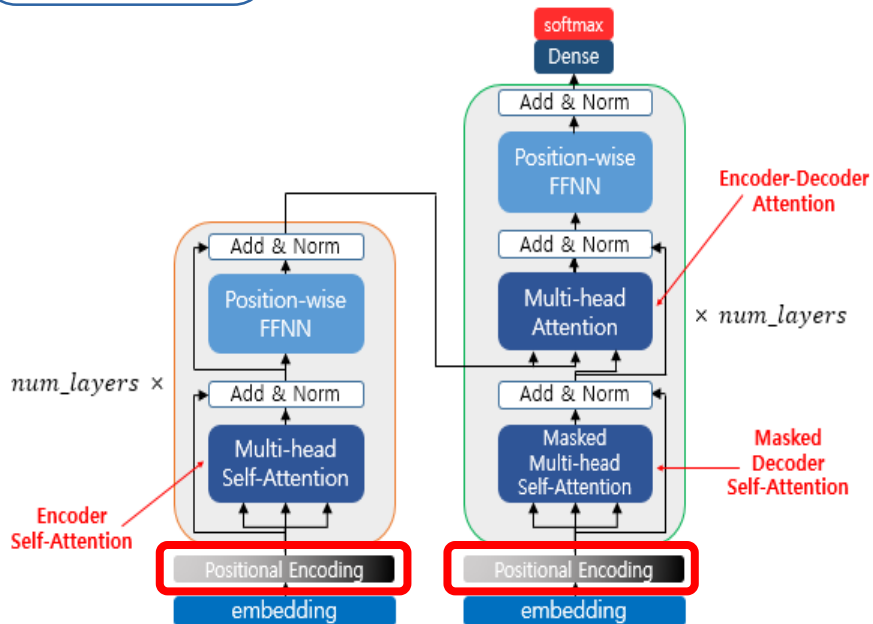 softmax
Dense
Add & Norm
Position-wise
FFNN
Encoder-Decoder
Attention
Add & Norm
Add & Norm
Position-wise
FFNN
Multi-head
Attention
× num_layers
num_layers ×
Add & Norm
Add & Norm
Multi-head
Self-Attention
Masked
Multi-head
Self-Attention
Masked
Decoder
Self-Attention
Encoder
Self-Attention
Positional Encoding
Positional Encoding
embedding
embedding